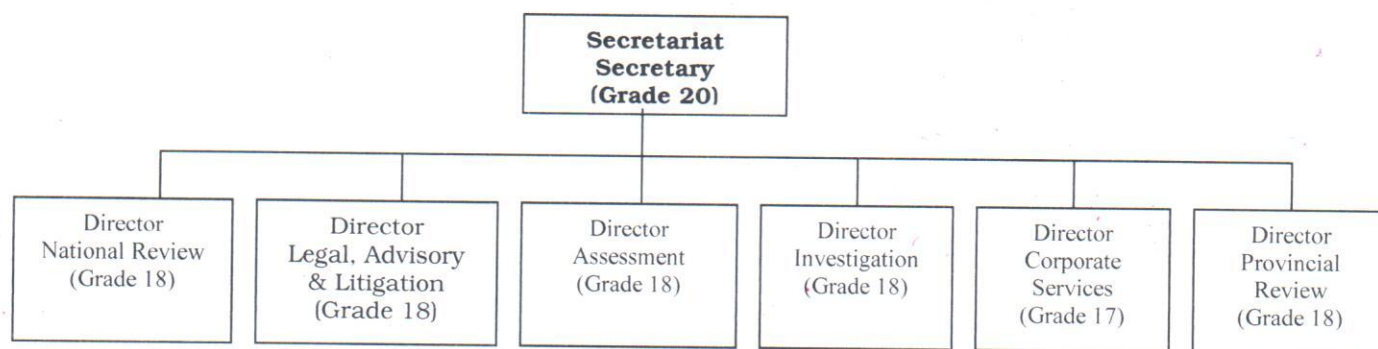 Secretariat
Secretary
(Grade 20)
Director
National Review
(Grade 18)
Director
Legal, Advisory
& Litigation
(Grade 18)
Director
Assessment
(Grade 18)
Director
Investigation
(Grade 18)
Director
Corporate
Services
(Grade 17)
Director
Provincial
Review
(Grade 18)